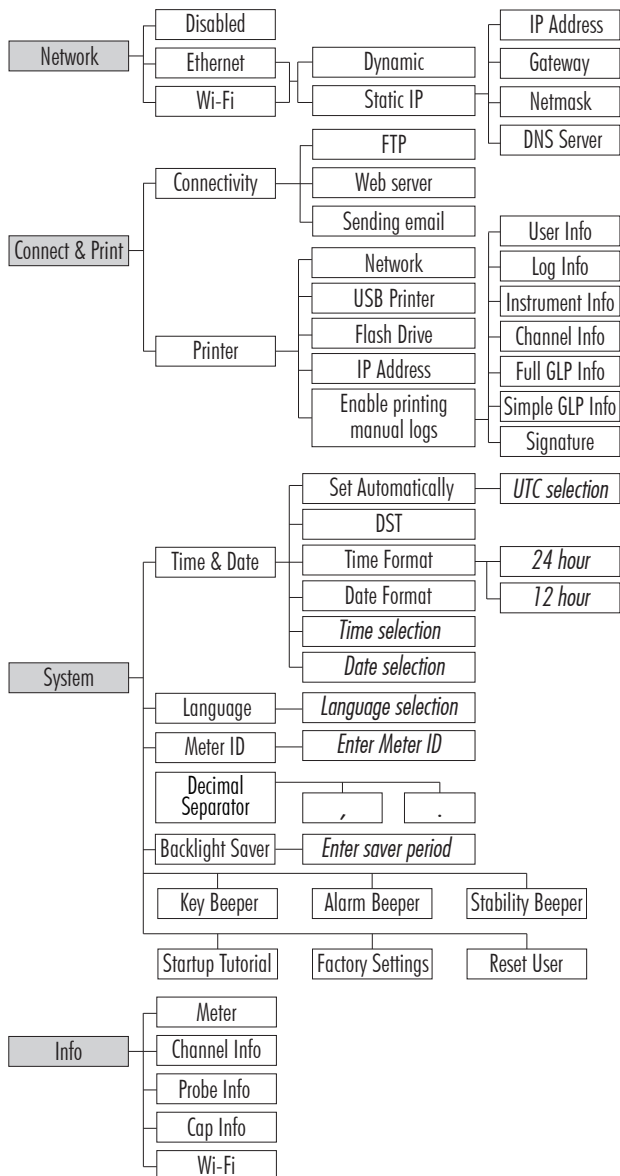 Network
Disabled
Ethernet
Wi-Fi
Dynamic
Static IP
IP Address
Gateway
Netmask
DNS Server
Connect & Print
Connectivity
FTP
Web server
Sending email
Printer
Network
USB Printer
Flash Drive
IP Address
Enable printing
manual logs
User Info
Log Info
Instrument Info
Channel Info
Full GLP Info
Simple GLP Info
Signature
System
Time & Date
Set Automatically
UTC selection
DST
Time Format
24 hour
12 hour
Date Format
Time selection
Date selection
Language
Language selection
Meter ID
Enter Meter ID
Decimal
Separator
,
.
Backlight Saver
Enter saver period
Key Beeper
Alarm Beeper
Stability Beeper
Startup Tutorial
Factory Settings
Reset User
Info
Meter
Channel Info
Probe Info
Cap Info
Wi-Fi